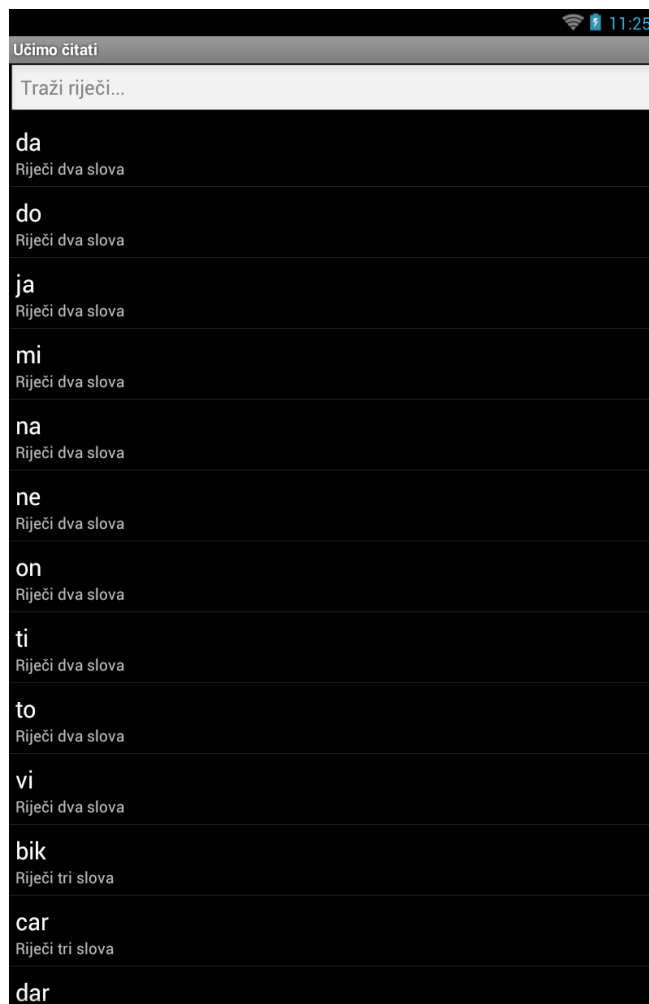 11:25
Učimo čitati
Traži riječi...
da
Riječi dva slova
do
Riječi dva slova
ja
Riječi dva slova
mi
Riječi dva slova
na
Riječi dva slova
ne
Riječi dva slova
on
Riječi dva slova
ti
Riječi dva slova
to
Riječi dva slova
vi
Riječi dva slova
bik
Riječi tri slova
car
Riječi tri slova
dar